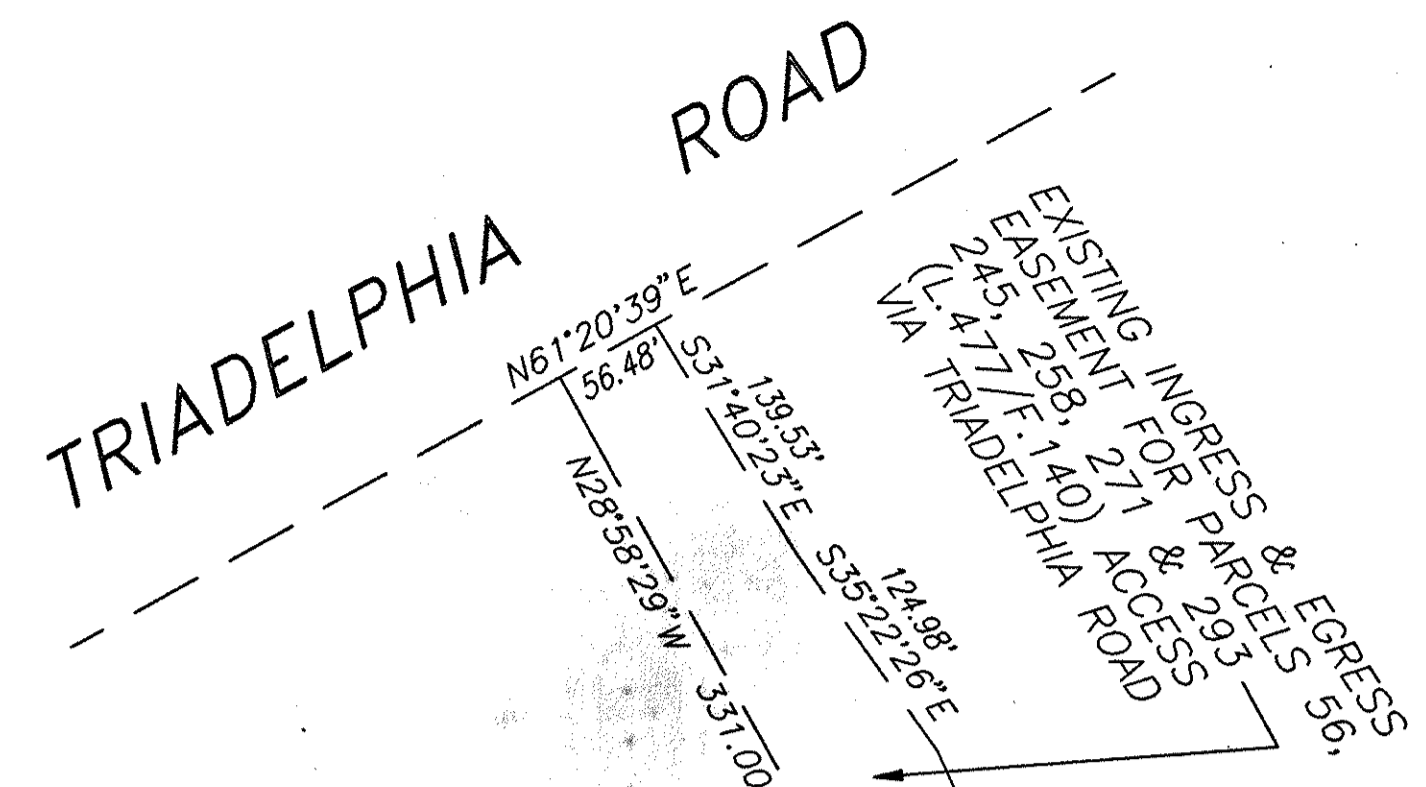 TRIADELPHIA ROAD
N61°20'39"E
56.48'
S31°40'23"E
139.53'
S35°22'26"E
124.98'
N28°58'29"W 331.00
EXISTING INGRESS & EGRESS
EASEMENT FOR PARCELS 56,
245, 258, 271 & 293
(L.477/F.140) ACCESS
VIA TRIADELPHIA ROAD